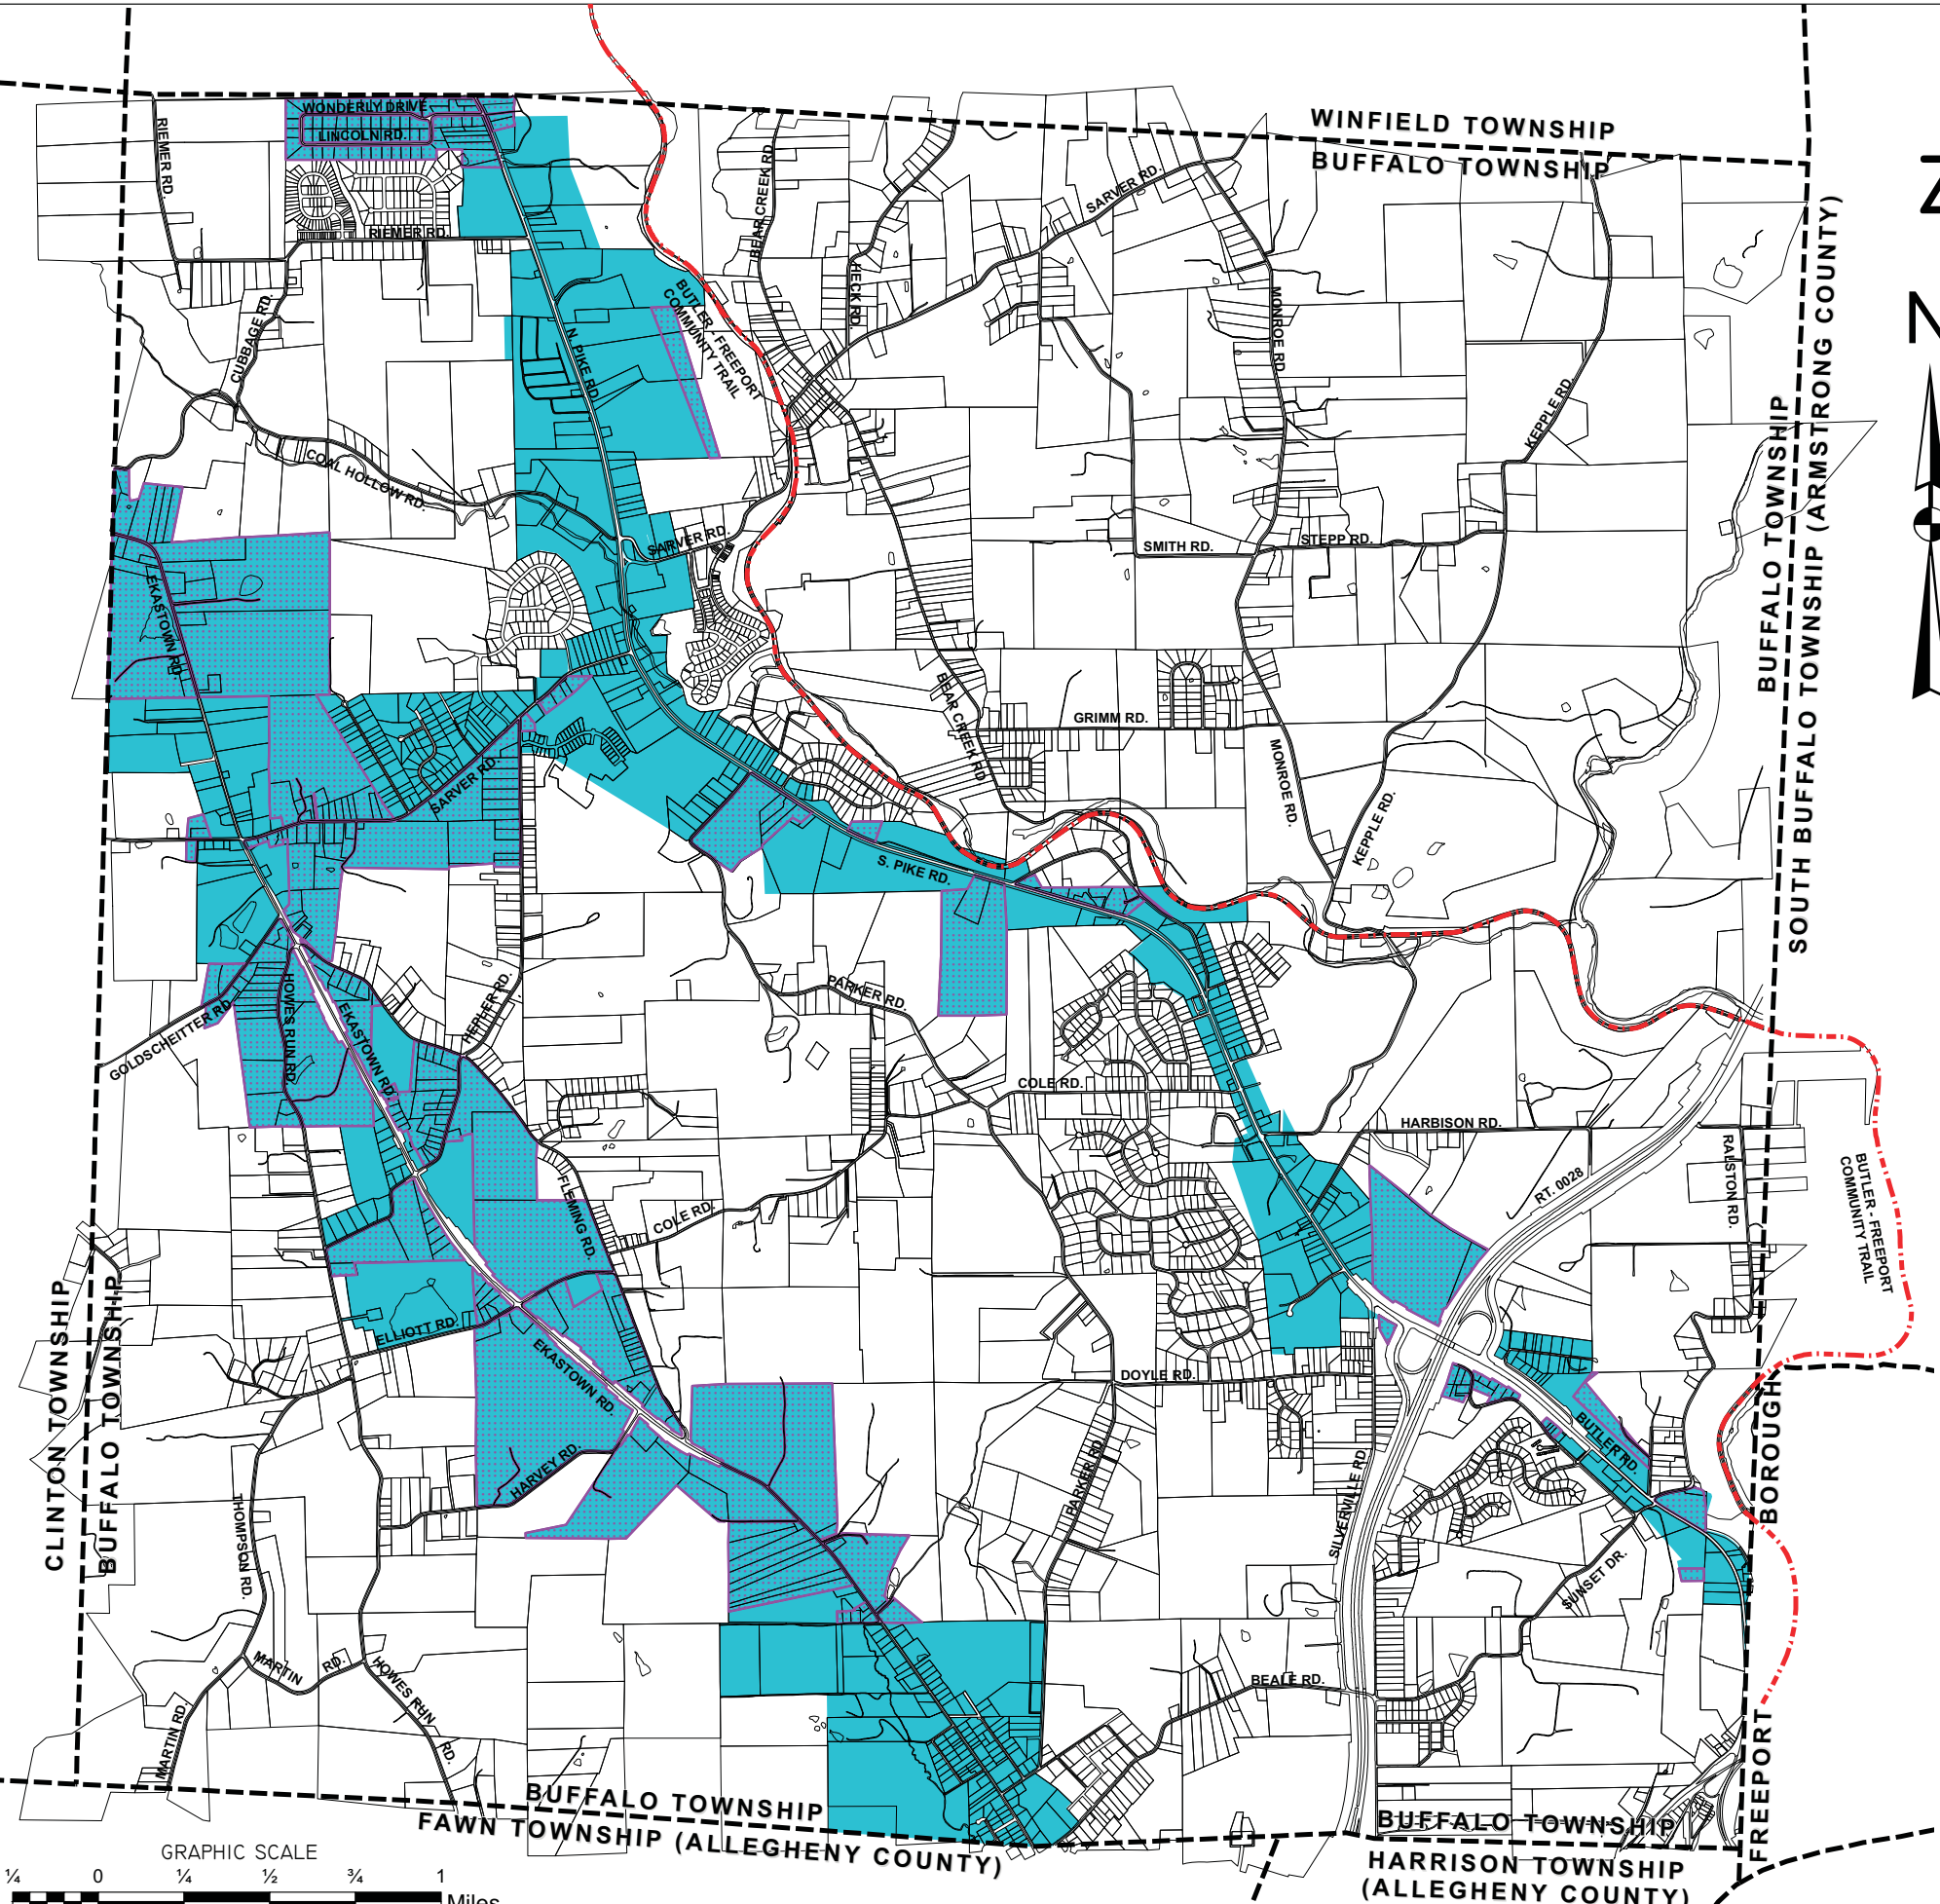 WONDERLY DRIVE
LINCOLN RD.
RIEMER RD.
RIEMER RD.
WINFIELD TOWNSHIP
BUFFALO TOWNSHIP
Z
N
BEAR CREEK RD.
SARVER RD.
HECK RD.
BUTLER - FREEPORT
COMMUNITY TRAIL
N. PIKE RD.
CUBBAGE RD.
MONROE RD.
KEPPLE RD.
COAL HOLLOW RD.
SARVER RD.
SMITH RD.
STEPP RD.
BUFFALO TOWNSHIP
SOUTH BUFFALO TOWNSHIP (ARMSTRONG COUNTY)
EKASTOWN RD.
BEAR CREEK RD
GRIMM RD.
MONROE RD.
SARVER RD.
KEPPLE RD.
S. PIKE RD.
PARKER RD.
HEPLER RD.
HOWES RUN RD.
EKASTOWN RD.
GOLDSCHEITTER RD.
COLE RD.
HARBISON RD.
RALSTON RD.
RT. 0028
BUTLER - FREEPORT
COMMUNITY TRAIL
FLEMING RD.
COLE RD.
ELLIOTT RD.
EKASTOWN RD.
DOYLE RD.
CLINTON TOWNSHIP
BUFFALO TOWNSHIP
HARVEY RD.
PARKER RD.
SILVERVILLE RD
BUTLER RD.
THOMPSON RD.
SUNSET DR.
FREEPORT BOROUGH
MARTIN RD.
HOWES RUN RD.
BEALE RD.
MARTIN RD.
BUFFALO TOWNSHIP
FAWN TOWNSHIP (ALLEGHENY COUNTY)
BUFFALO TOWNSHIP
HARRISON TOWNSHIP
(ALLEGHENY COUNTY)
GRAPHIC SCALE
¼ 0 ¼ ½ ¾ 1
Miles